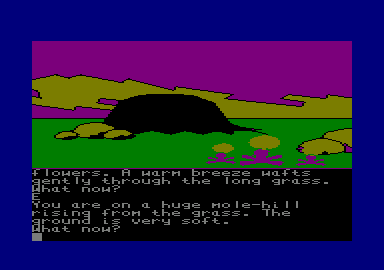 flowers. A warm breeze wafts
gently through the long grass.
What now?
E
You are on a huge mole-hill
rising from the grass. The
ground is very soft.
What now?